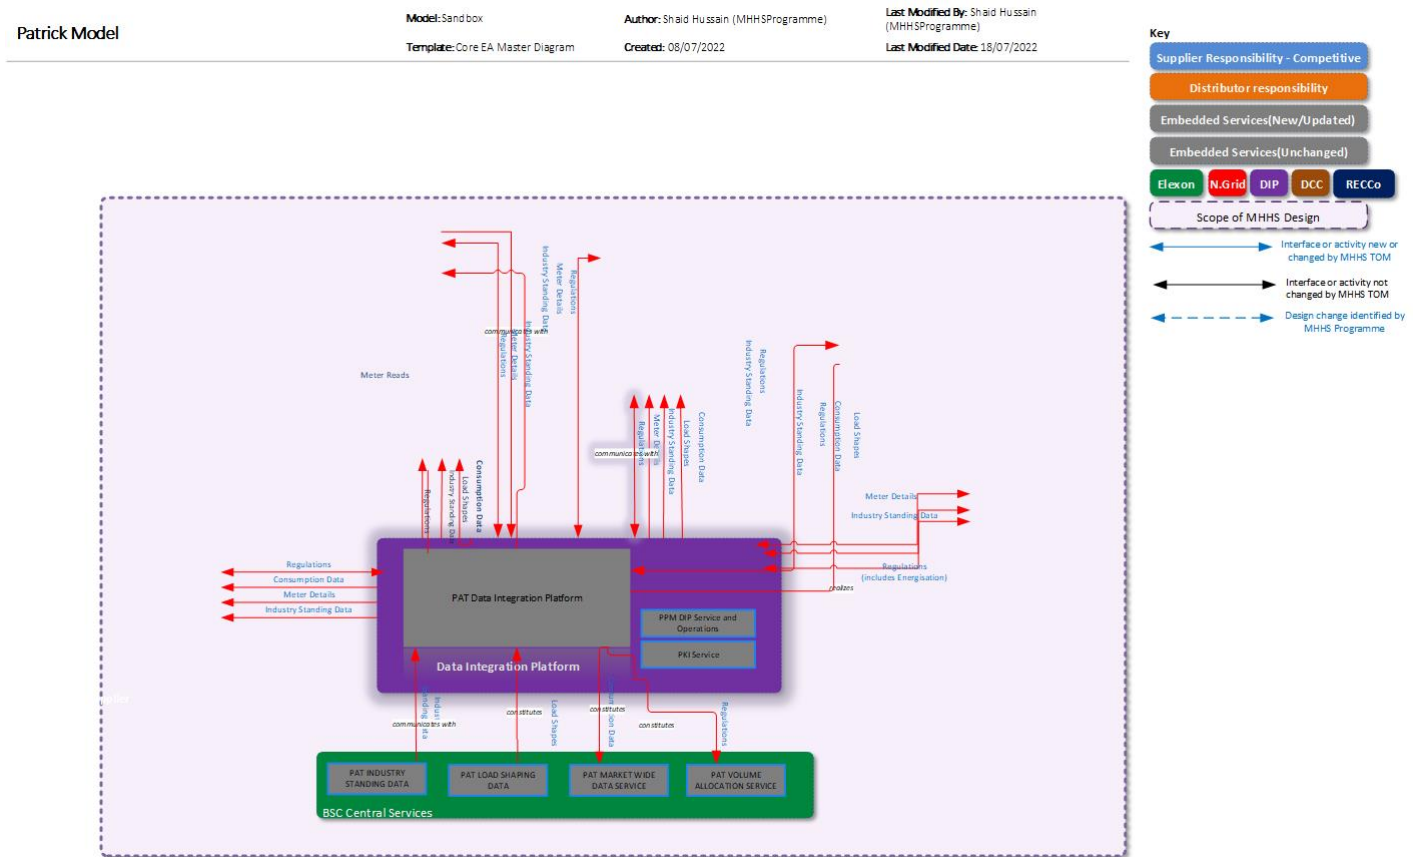 Patrick Model
Model: Sandbox
Template: Core EA Master Diagram
Author: Shaid Hussain (MHHSProgramme)
Created: 08/07/2022
Last Modified By: Shaid Hussain
(MHHSProgramme)
Last Modified Date: 18/07/2022
Key
Supplier Responsibility - Competitive
Distributor responsibility
Embedded Services(New/Updated)
Embedded Services(Unchanged)
Elexon
N.Grid
DIP
DCC
RECCo
Scope of MHHS Design
Interface or activity new or
changed by MHHS TOM
Interface or activity not
changed by MHHS TOM
Design change identified by
MHHS Programme
Industry Standing Data
Meter Details
Regulations
communicates with
Regulations
Meter Details
Industry Standing Data
Meter Reads
Industry Standing Data
Regulations
communicates with
Regulations
Meter Details
Industry Standing Data
Load Shapes
Consumption Data
Industry Standing Data
Regulations
Consumption Data
Load Shapes
Regulations
Industry Standing Data
Load Shapes
Consumption Data
Meter Details
Industry Standing Data
Regulations
(includes Energisation)
realizes
Regulations
Consumption Data
Meter Details
Industry Standing Data
PAT Data Integration Platform
PPM DIP Service and
Operations
PKI Service
Data Integration Platform
communicates with
constitutes
Load Shapes
constitutes
constitutes
Regulations
PAT INDUSTRY
STANDING DATA
PAT LOAD SHAPING
DATA
PAT MARKET WIDE
DATA SERVICE
PAT VOLUME
ALLOCATION SERVICE
BSC Central Services